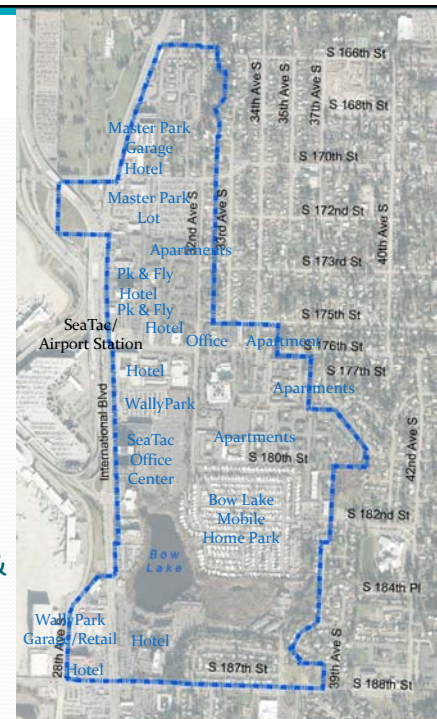 S 166th St
34th Ave S
35th Ave S
37th Ave S
S 168th St
Master Park
Garage
Hotel
S 170th St
Master Park
Lot
32nd Ave S
33rd Ave S
S 172nd St
40th Ave S
Apartments
S 173rd St
Pk & Fly
Hotel
Pk & Fly
Hotel
S 175th St
SeaTac/
Airport Station
Office
Apartment
S 176th St
Hotel
S 177th St
Apartments
WallyPark
International Blvd
SeaTac
Office
Center
Apartments
S 180th St
42nd Ave S
Bow Lake
Mobile
Home Park
S 182nd St
Bow
Lake
&
S 184th Pl
WallyPark
Garage/Retail
Hotel
28th Ave S
Hotel
S 187th St
39th Ave S
S 188th St